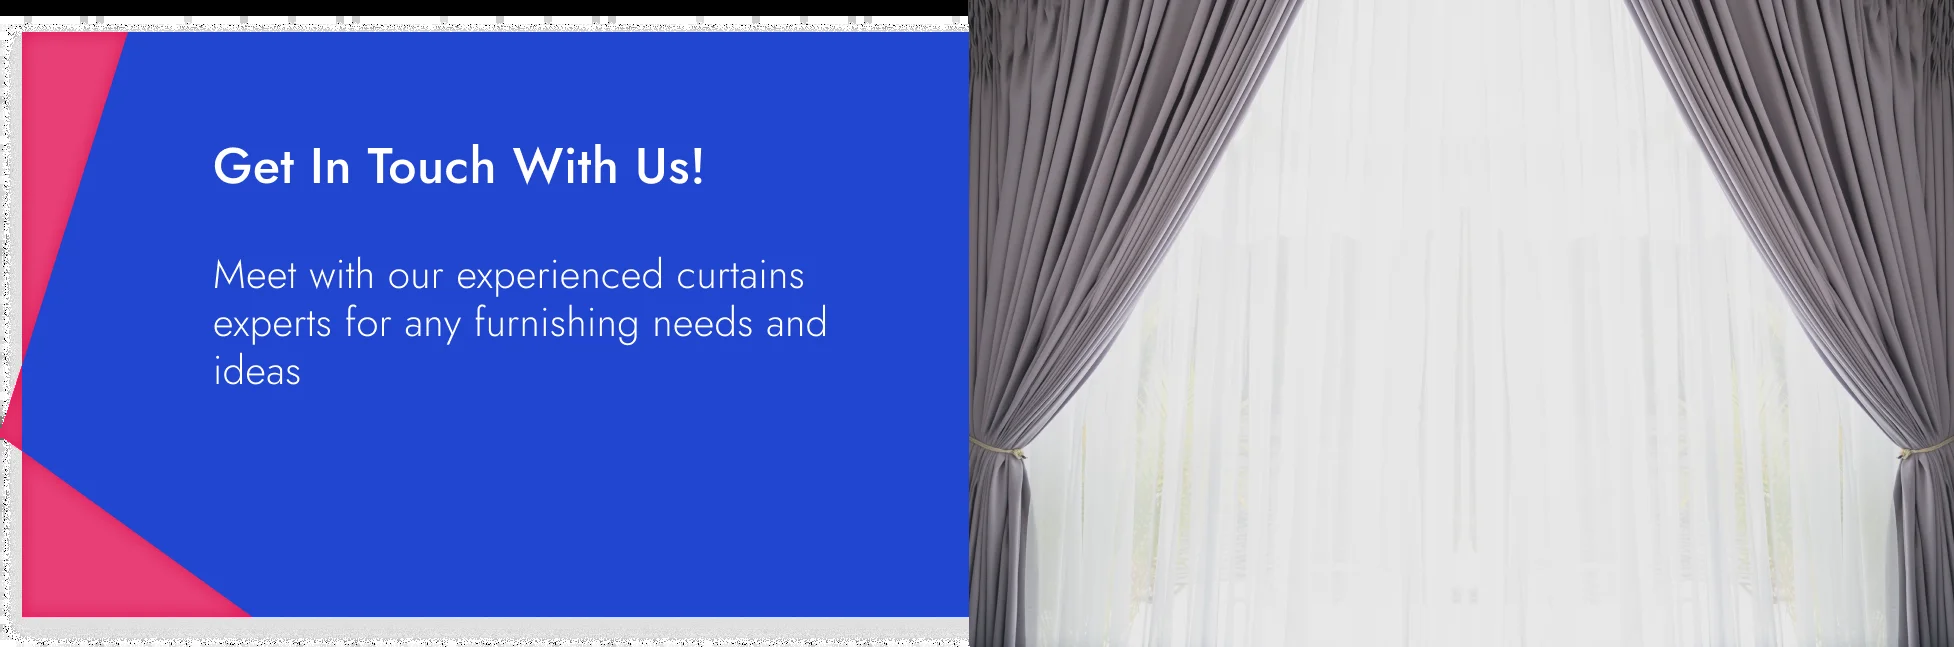 Get In Touch With Us!
Meet with our experienced curtains
experts for any furnishing needs and
ideas